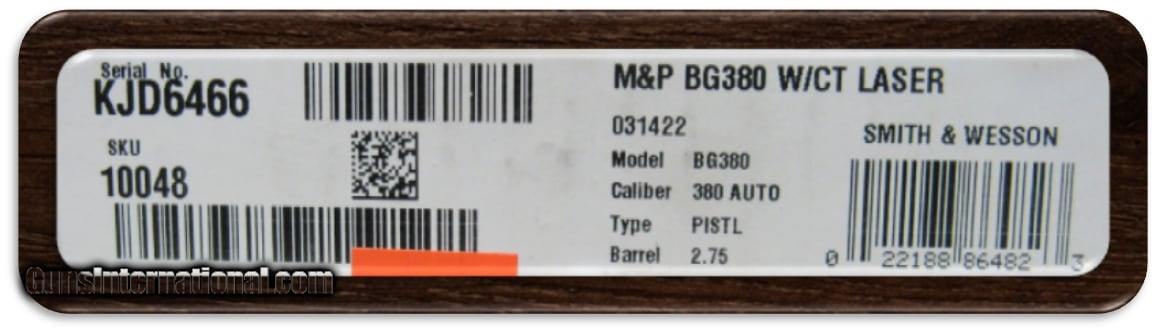 Serial No.
KJD6466
SKU
10048
M&P BG380 W/CT LASER
031422
Model BG380
Caliber 380 AUTO
Type PISTL
Barrel 2.75
SMITH & WESSON
0 22188 86482 3
GunsInternational.com